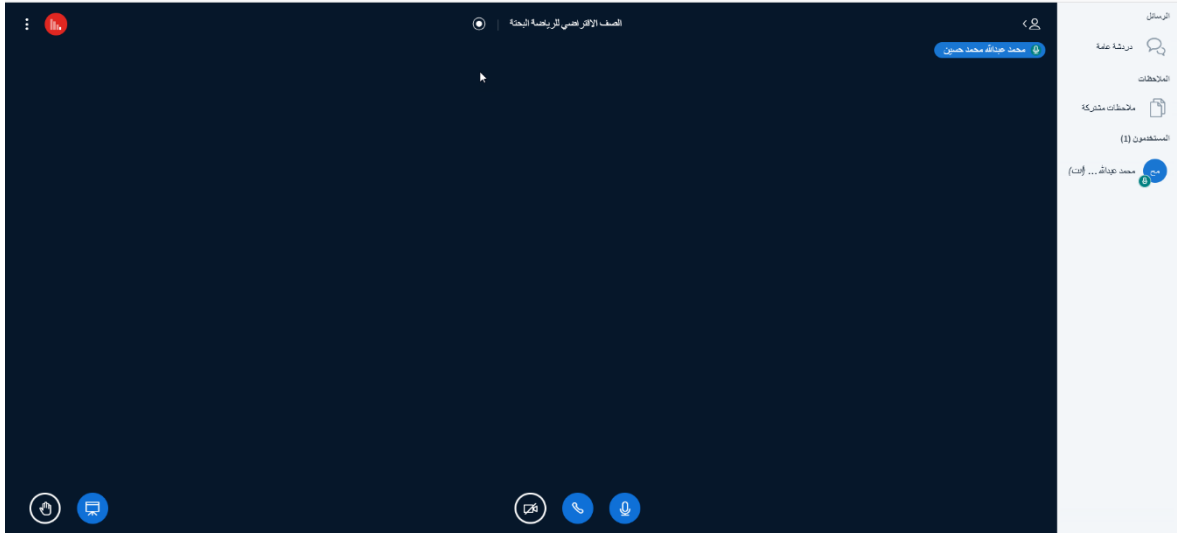 الصف الافتراضي للرياضة البحتة
محمد عبدالله محمد حسين
الرسائل
دردشة عامة
الملاحظات
ملاحظات مشتركة
المستخدمون (1)
مح
محمد عبدالله ... (أنت)